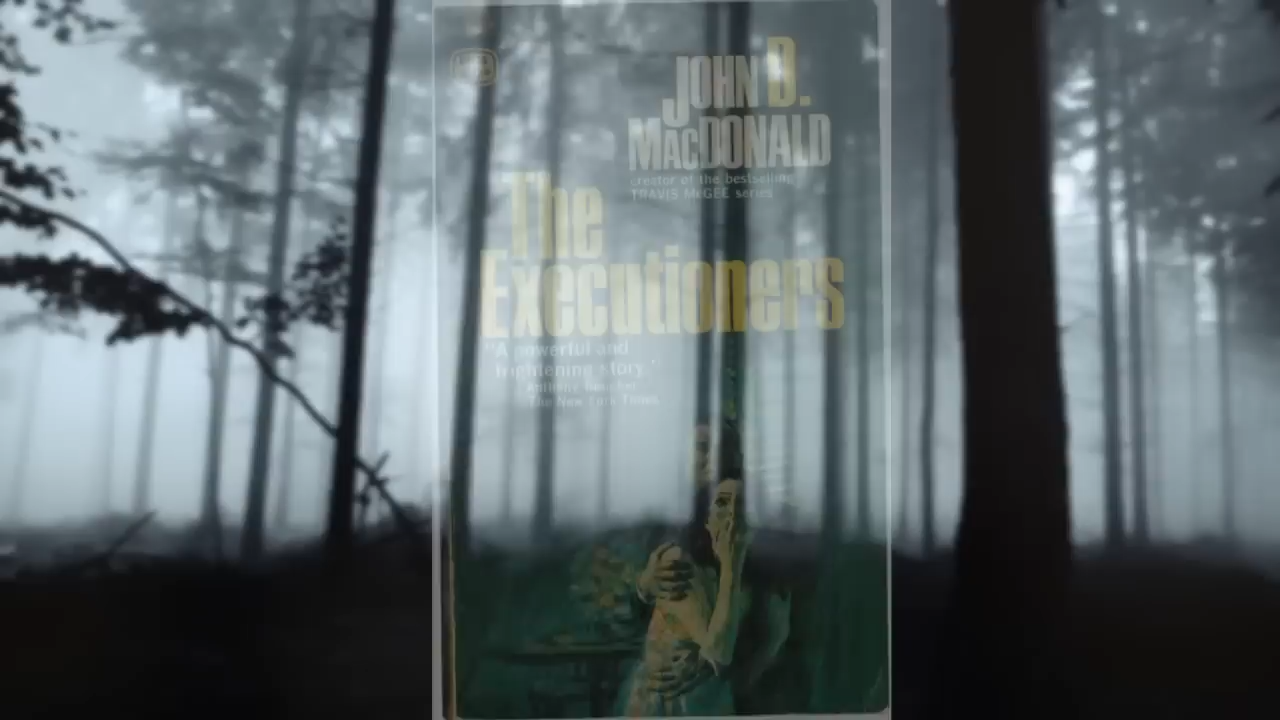 JOHN D.
MACDONALD
creator of the bestselling
TRAVIS McGEE series
The
Executioners
"A powerful and
frightening story."
Anthony Boucher
The New York Times